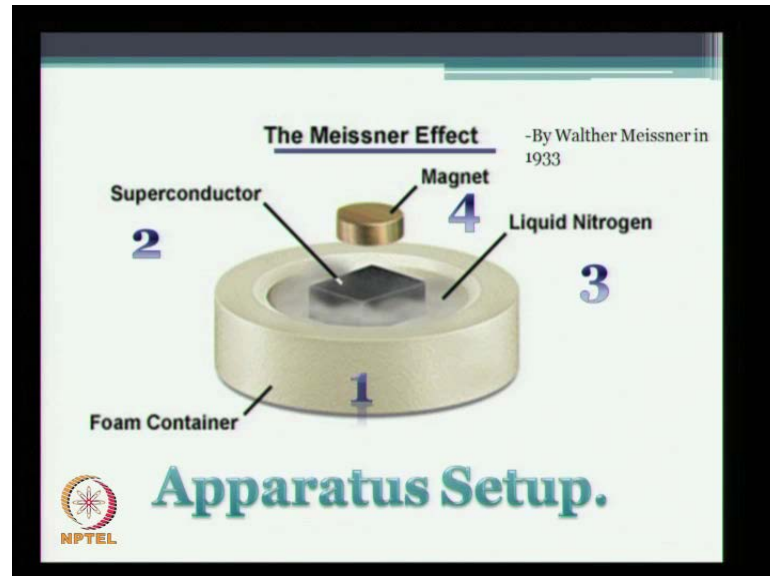 The Meissner Effect
-By Walther Meissner in
1933
Magnet
Superconductor
4
Liquid Nitrogen
2
3
1
Foam Container
Apparatus Setup.
NPTEL